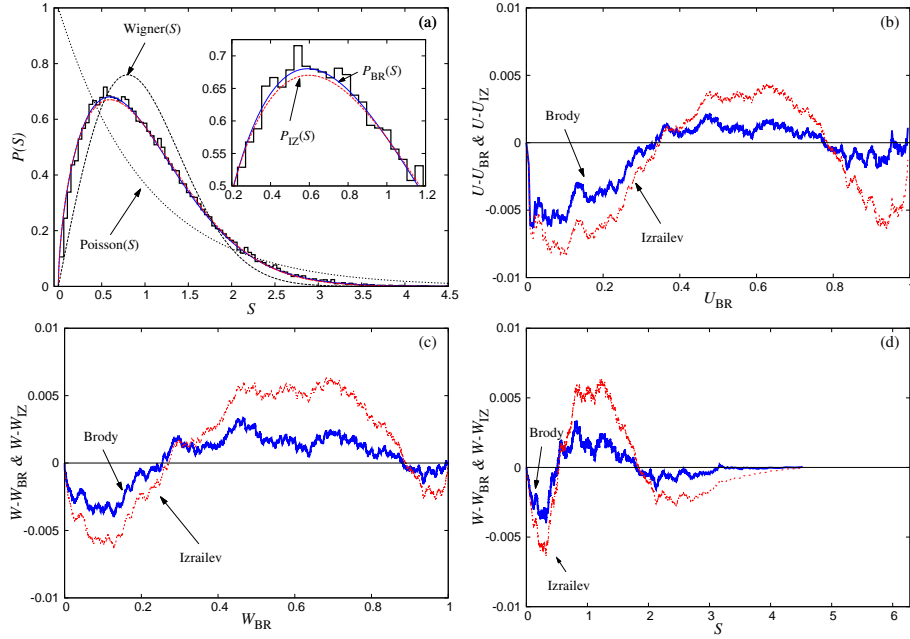 (a)
Wigner(S)
P_BR(S)
P_IZ(S)
Poisson(S)
P(S)
S
0 0.2 0.4 0.6 0.8 1
0 0.5 1 1.5 2 2.5 3 3.5 4 4.5
0.5 0.6 0.7
0.2 0.4 0.6 0.8 1 1.2
(b)
Brody
Izrailev
U-U_BR & U-U_IZ
U_BR
0.01 0.005 0 -0.005 -0.01
0 0.2 0.4 0.6 0.8
(c)
Brody
Izrailev
W-W_BR & W-W_IZ
W_BR
0.01 0.005 0 -0.005 -0.01
0 0.2 0.4 0.6 0.8 1
(d)
Brody
Izrailev
W-W_BR & W-W_IZ
S
0.01 0.005 0 -0.005 -0.01
0 1 2 3 4 5 6